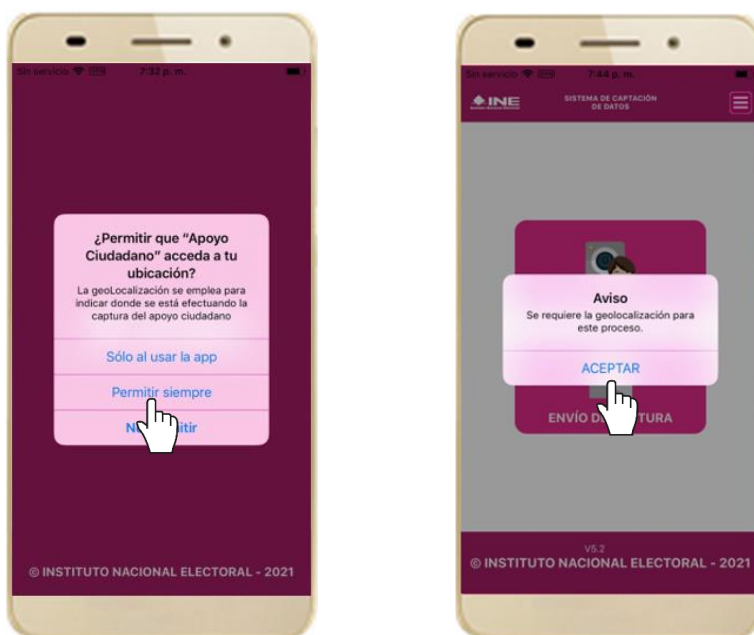 Sin servicio 7:32 p. m.
¿Permitir que “Apoyo
Ciudadano” acceda a tu
ubicación?
La geoLocalización se emplea para
indicar donde se está efectuando la
captura del apoyo ciudadano
Sólo al usar la app
Permitir siempre
© INSTITUTO NACIONAL ELECTORAL - 2021
Sin servicio 7:44 p. m.
INE
SISTEMA DE CAPTACIÓN
DE DATOS
Aviso
Se requiere la geolocalización para
este proceso.
ACEPTAR
ENVÍO
V5.2
© INSTITUTO NACIONAL ELECTORAL - 2021